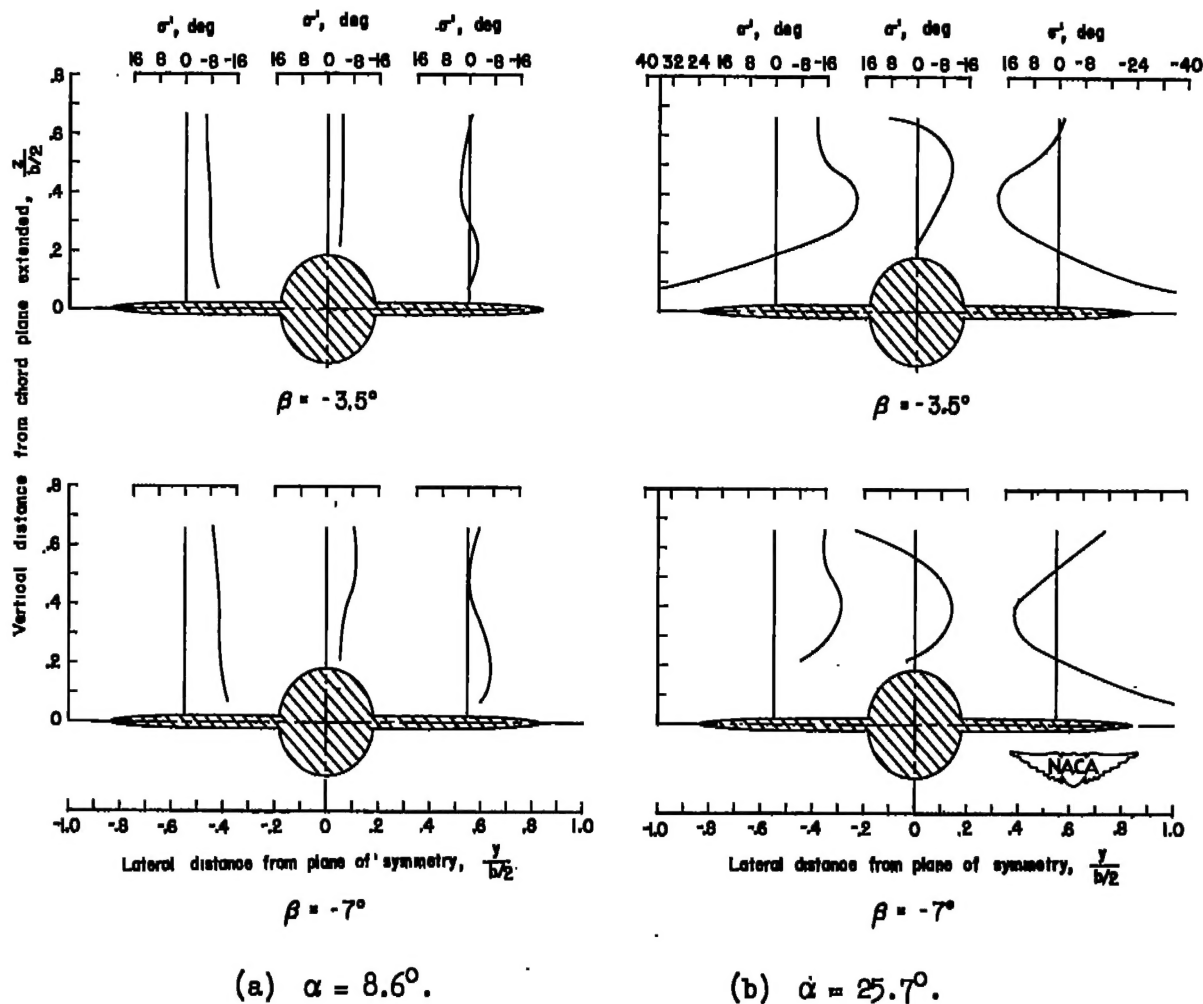 σ', deg σ', deg σ', deg
16 8 0 -8 -16 16 8 0 -8 -16 16 8 0 -8 -16
.8
.6
.4
.2
0
Vertical distance from chord plane extended, z/b/2
β = -3.5°
.8
.6
.4
.2
0
-1.0 -.8 -.6 -.4 -.2 0 .2 .4 .6 .8 1.0
Lateral distance from plane of symmetry, y/b/2
β = -7°
(a) α = 8.6°.
σ', deg σ', deg σ', deg
40 32 24 16 8 0 -8 -16 16 8 0 -8 -16 16 8 0 -8 -24 -40
β = -3.5°
NACA
-1.0 -.8 -.6 -.4 -.2 0 .2 .4 .6 .8 1.0
Lateral distance from plane of symmetry, y/b/2
β = -7°
(b) α = 25.7°.